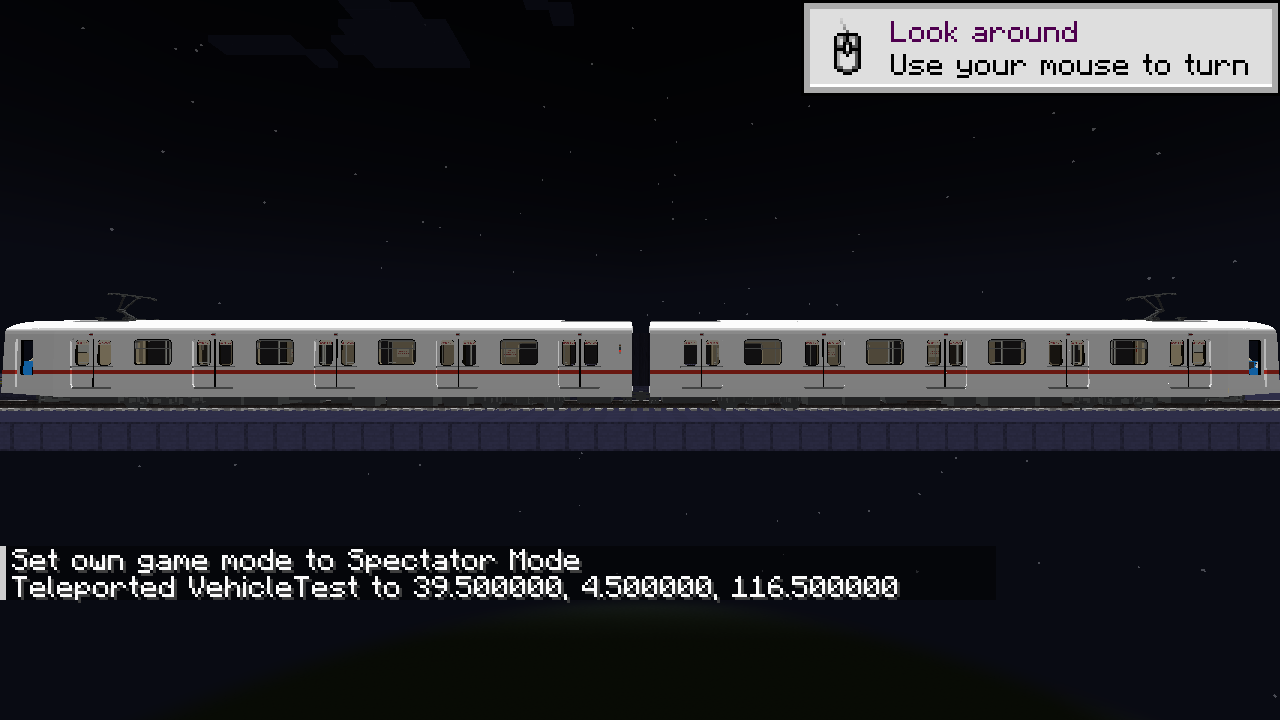 Look around
Use your mouse to turn
Set own game mode to Spectator Mode
Teleported VehicleTest to 39.500000, 4.500000, 116.500000